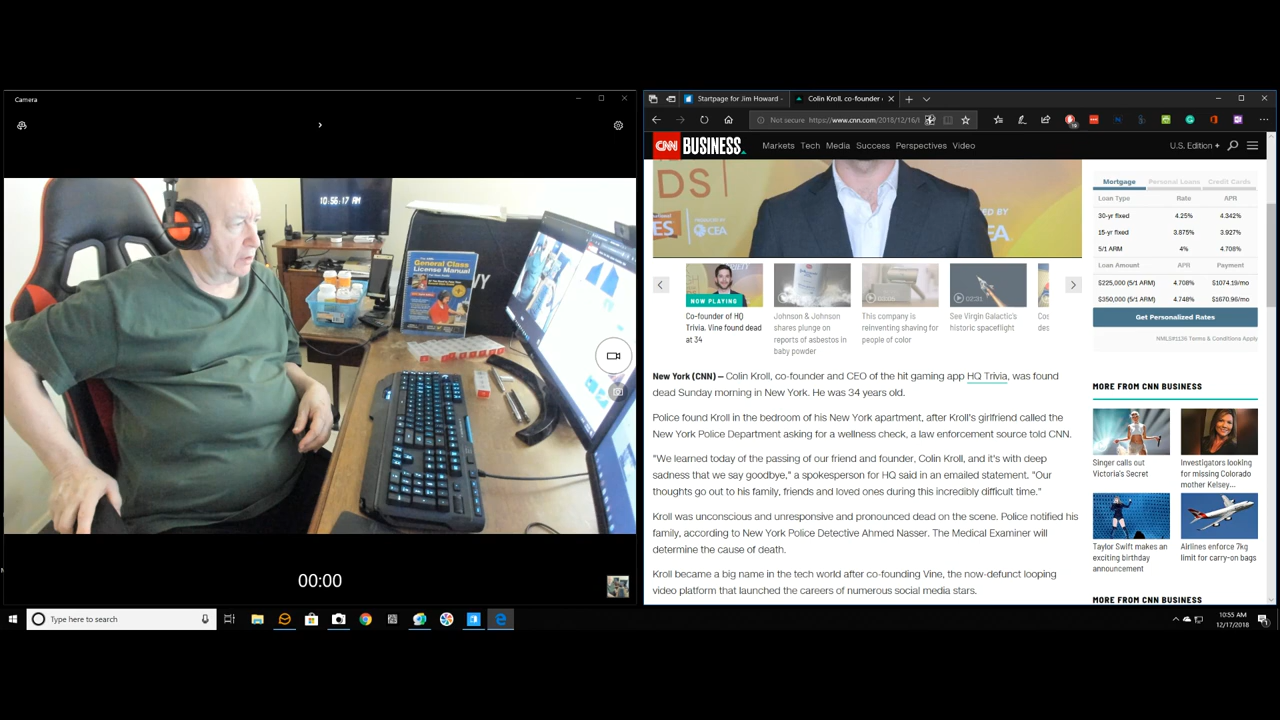 Camera
10:56:17 AM
General Class
License Manual
00:00
Startpage for Jim Howard -
Colin Kroll, co-founder
Not secure https://www.cnn.com/2018/12/16/
CNN BUSINESS
Markets Tech Media Success Perspectives Video
U.S. Edition +
DS
ES
CEA
ED BY
NOW PLAYING
Co-founder of HQ
Trivia, Vine found dead
at 34
Johnson & Johnson
shares plunge on
reports of asbestos in
baby powder
This company is
reinventing shaving for
people of color
02:31
See Virgin Galactic's
historic spaceflight
Cos
des
New York (CNN) — Colin Kroll, co-founder and CEO of the hit gaming app HQ Trivia, was found
dead Sunday morning in New York. He was 34 years old.
Police found Kroll in the bedroom of his New York apartment, after Kroll's girlfriend called the
New York Police Department asking for a wellness check, a law enforcement source told CNN.
"We learned today of the passing of our friend and founder, Colin Kroll, and it's with deep
sadness that we say goodbye," a spokesperson for HQ said in an emailed statement. "Our
thoughts go out to his family, friends and loved ones during this incredibly difficult time."
Kroll was unconscious and unresponsive and pronounced dead on the scene. Police notified his
family, according to New York Police Detective Ahmed Nasser. The Medical Examiner will
determine the cause of death.
Kroll became a big name in the tech world after co-founding Vine, the now-defunct looping
video platform that launched the careers of numerous social media stars.
Mortgage Personal Loans Credit Cards
Loan Type Rate APR
30-yr fixed 4.25% 4.342%
15-yr fixed 3.875% 3.927%
5/1 ARM 4% 4.708%
Loan Amount APR Payment
$225,000 (5/1 ARM) 4.708% $1074.19/mo
$350,000 (5/1 ARM) 4.748% $1670.96/mo
Get Personalized Rates
NMLS#1136 Terms & Conditions Apply
MORE FROM CNN BUSINESS
Singer calls out
Victoria's Secret
Investigators looking
for missing Colorado
mother Kelsey...
Taylor Swift makes an
exciting birthday
announcement
Airlines enforce 7kg
limit for carry-on bags
MORE FROM CNN BUSINESS
Type here to search
10:55 AM
12/17/2018